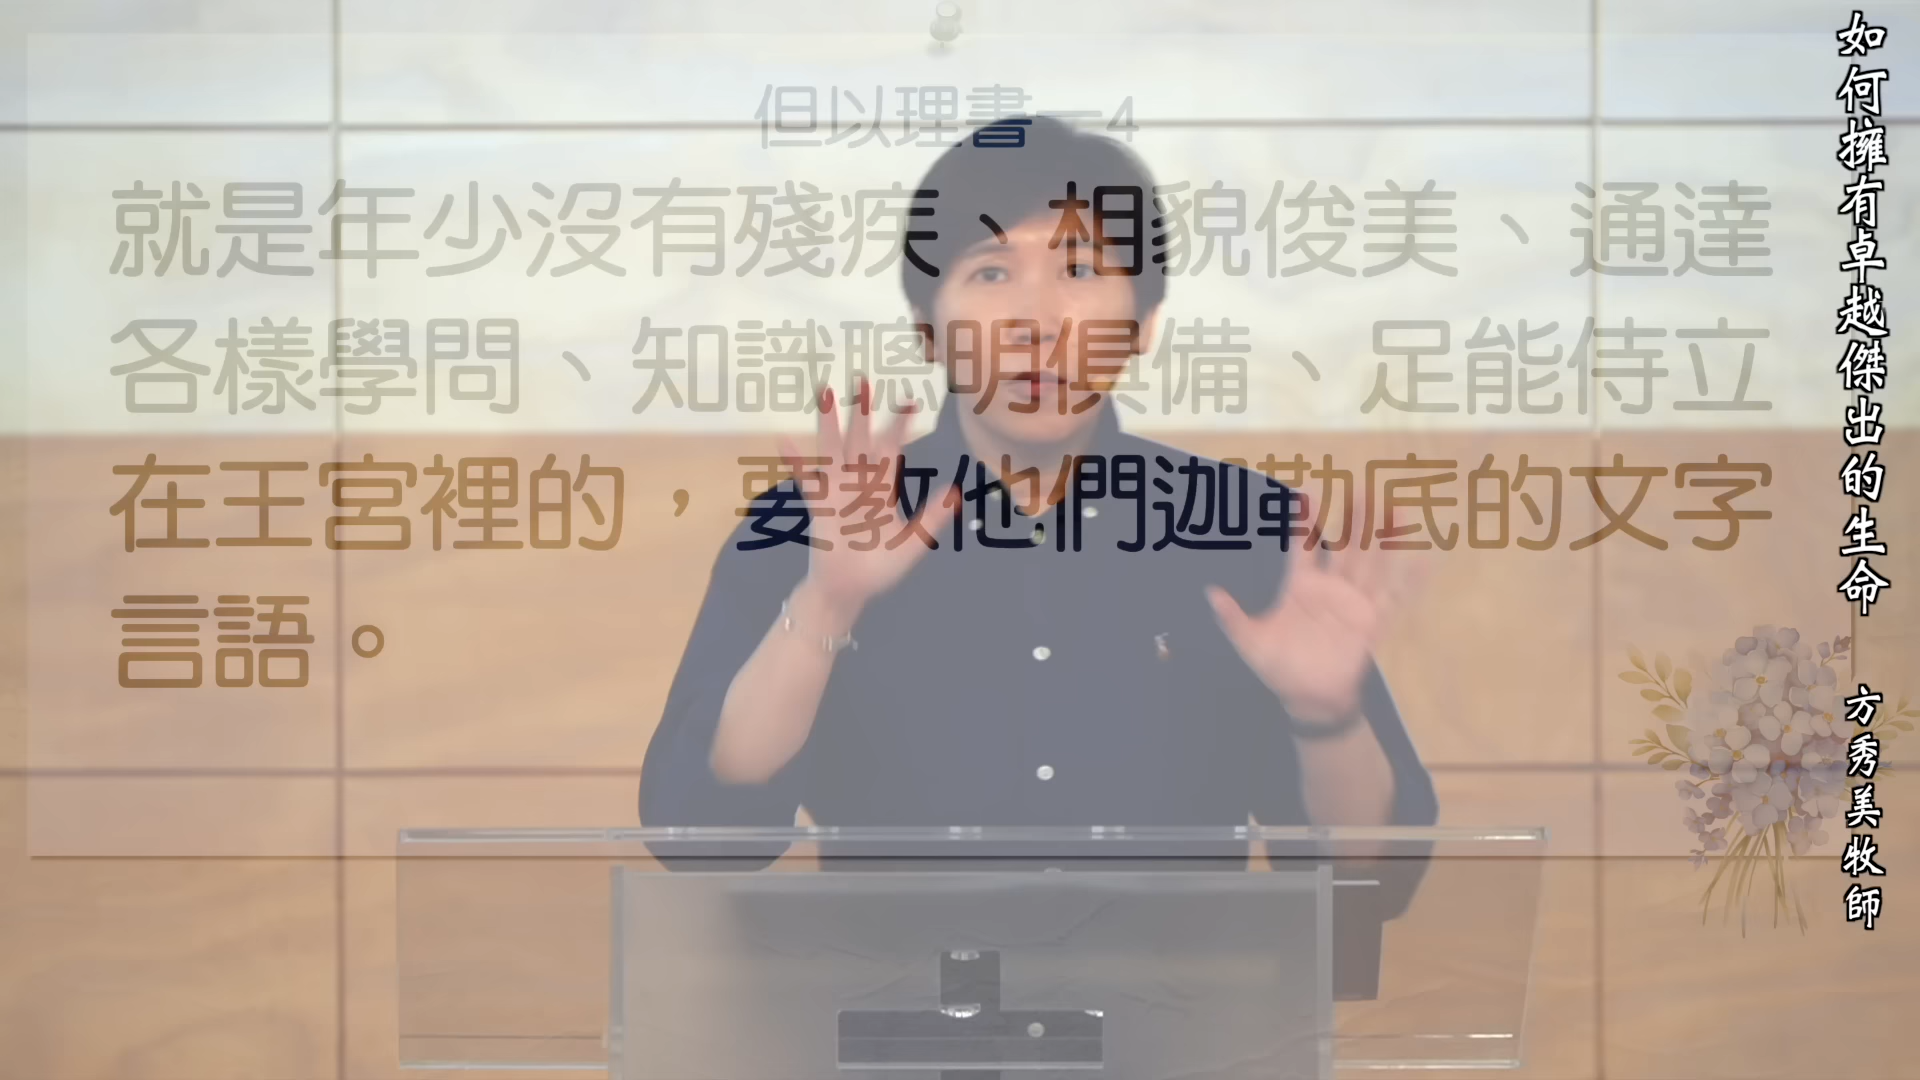 但以理書一4
就是年少沒有殘疾、相貌俊美、通達
各樣學問、知識聰明俱備、足能侍立
在王宮裡的，要教他們迦勒底的文字
言語。
如何擁有卓越傑出的生命
方秀美牧師